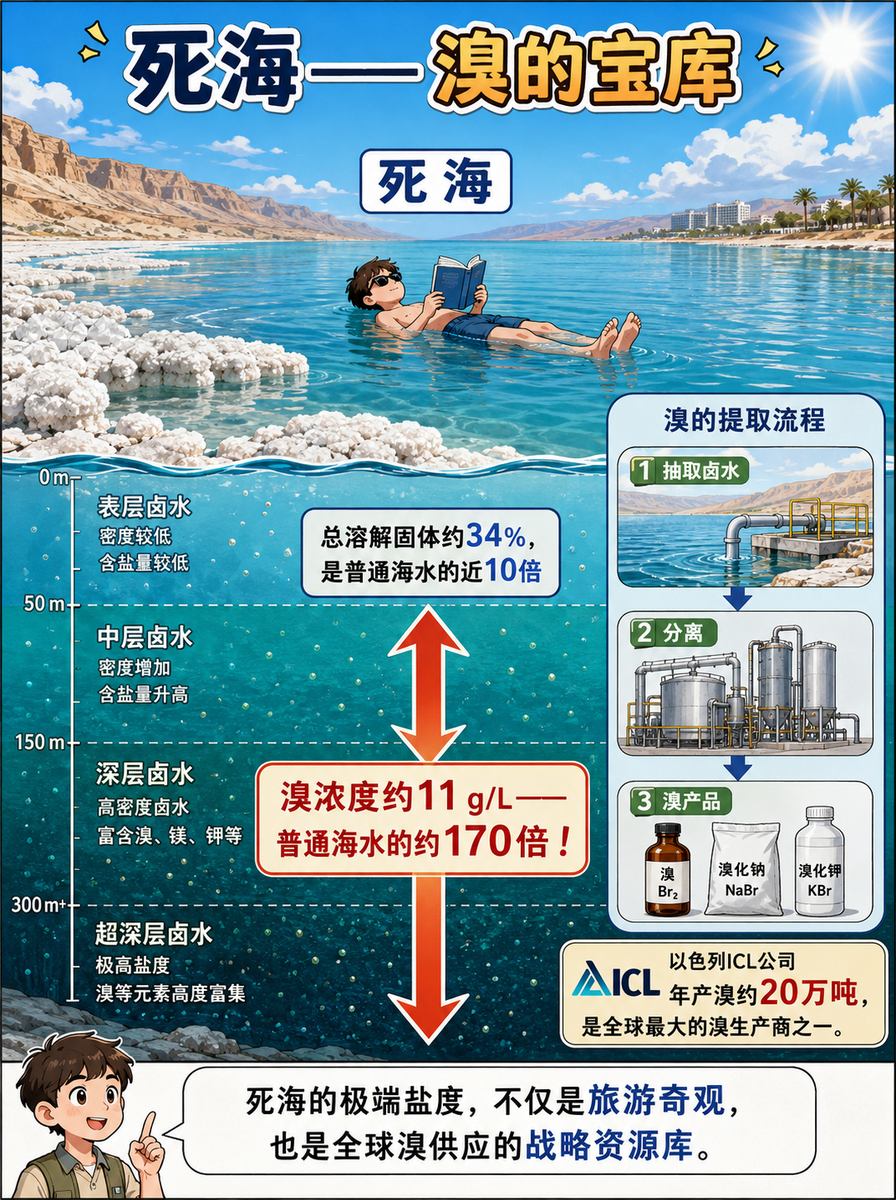 死海——溴的宝库
死海
0 m
表层卤水
密度较低
含盐量较低
总溶解固体约34%，
是普通海水的近10倍
50 m
中层卤水
密度增加
含盐量升高
150 m
深层卤水
高密度卤水
富含溴、镁、钾等
溴浓度约11 g/L——
普通海水的约170倍！
300 m+
超深层卤水
极高盐度
溴等元素高度富集
溴的提取流程
1 抽取卤水
2 分离
3 溴产品
溴
Br₂
溴化钠
NaBr
溴化钾
KBr
ICL
以色列ICL公司
年产溴约20万吨，
是全球最大的溴生产商之一。
死海的极端盐度，不仅是旅游奇观，
也是全球溴供应的战略资源库。